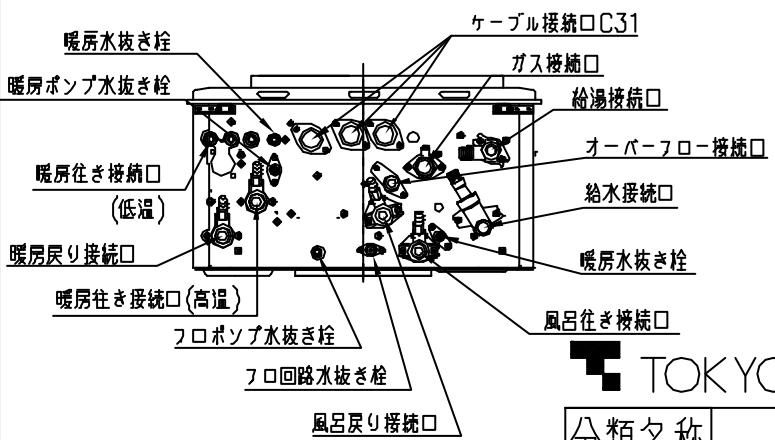 ケーブル接続口C31
暖房水抜き栓
ガス接続口
暖房ポンプ水抜き栓
給湯接続口
オーバーフロー接続口
暖房往き接続口
(低温)
給水接続口
暖房戻り接続口
暖房水抜き栓
暖房往き接続口(高温)
風呂往き接続口
フロポンプ水抜き栓
フロ回路水抜き栓
TOKYO
風呂戻り接続口
分類名称